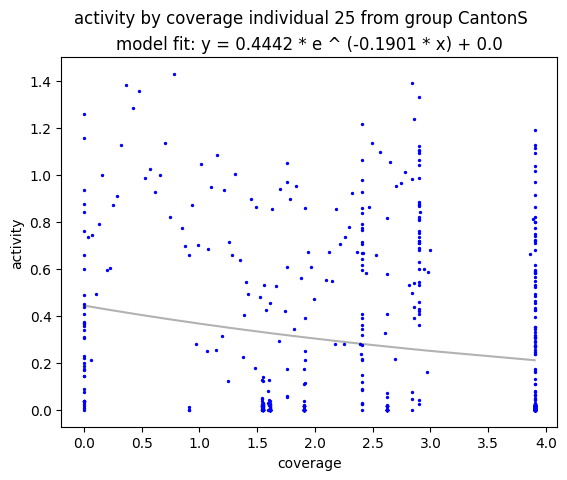 activity by coverage individual 25 from group CantonS
model fit: y = 0.4442 * e ^ (-0.1901 * x) + 0.0
1.4
1.2
1.0
0.8
0.6
0.4
0.2
0.0
activity
0.0 0.5 1.0 1.5 2.0 2.5 3.0 3.5 4.0
coverage